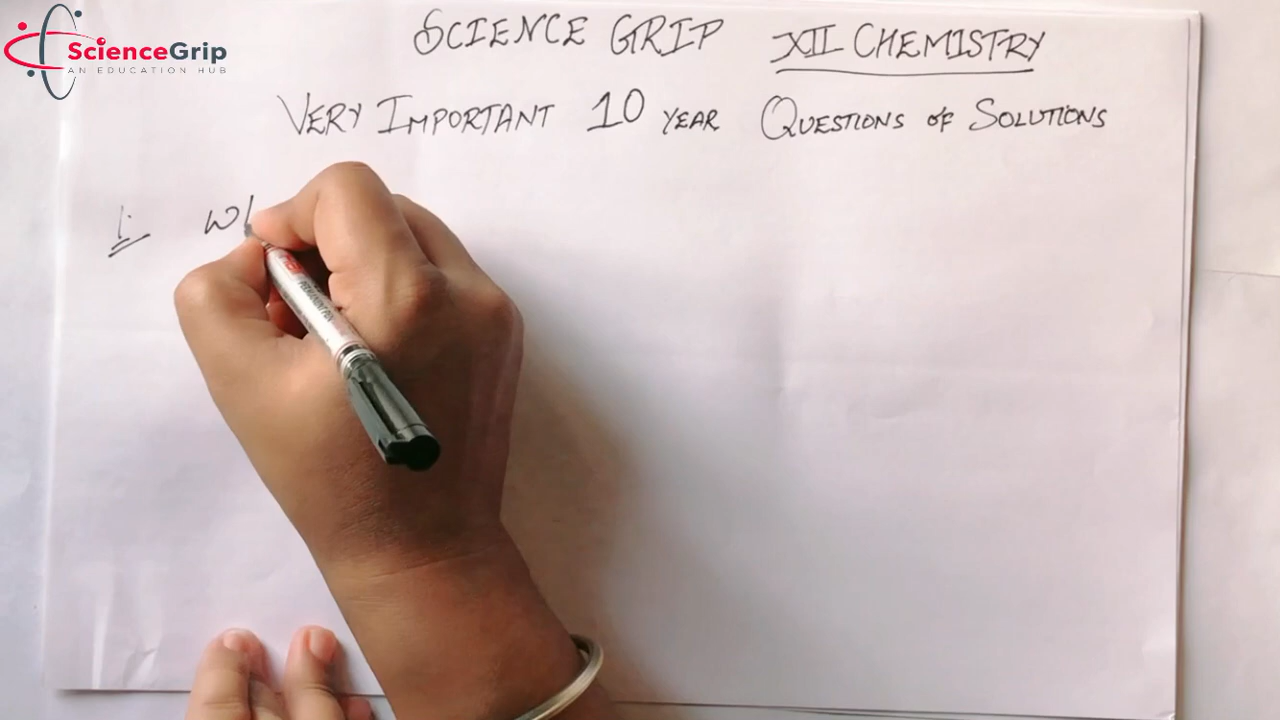 ScienceGrip
AN EDUCATION HUB
SCIENCE GRIP XII CHEMISTRY
VERY IMPORTANT 10 YEAR QUESTIONS of SOLUTIONS
1.